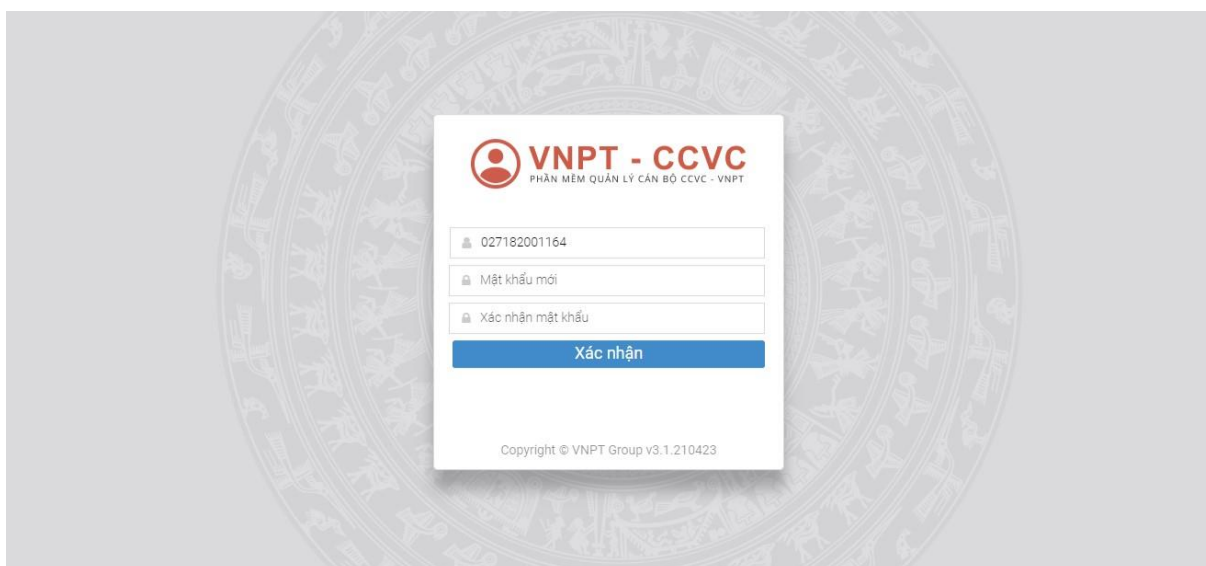 VNPT - CCVC
PHẦN MỀM QUẢN LÝ CÁN BỘ CCVC - VNPT
027182001164
Mật khẩu mới
Xác nhận mật khẩu
Xác nhận
Copyright © VNPT Group v3.1.210423